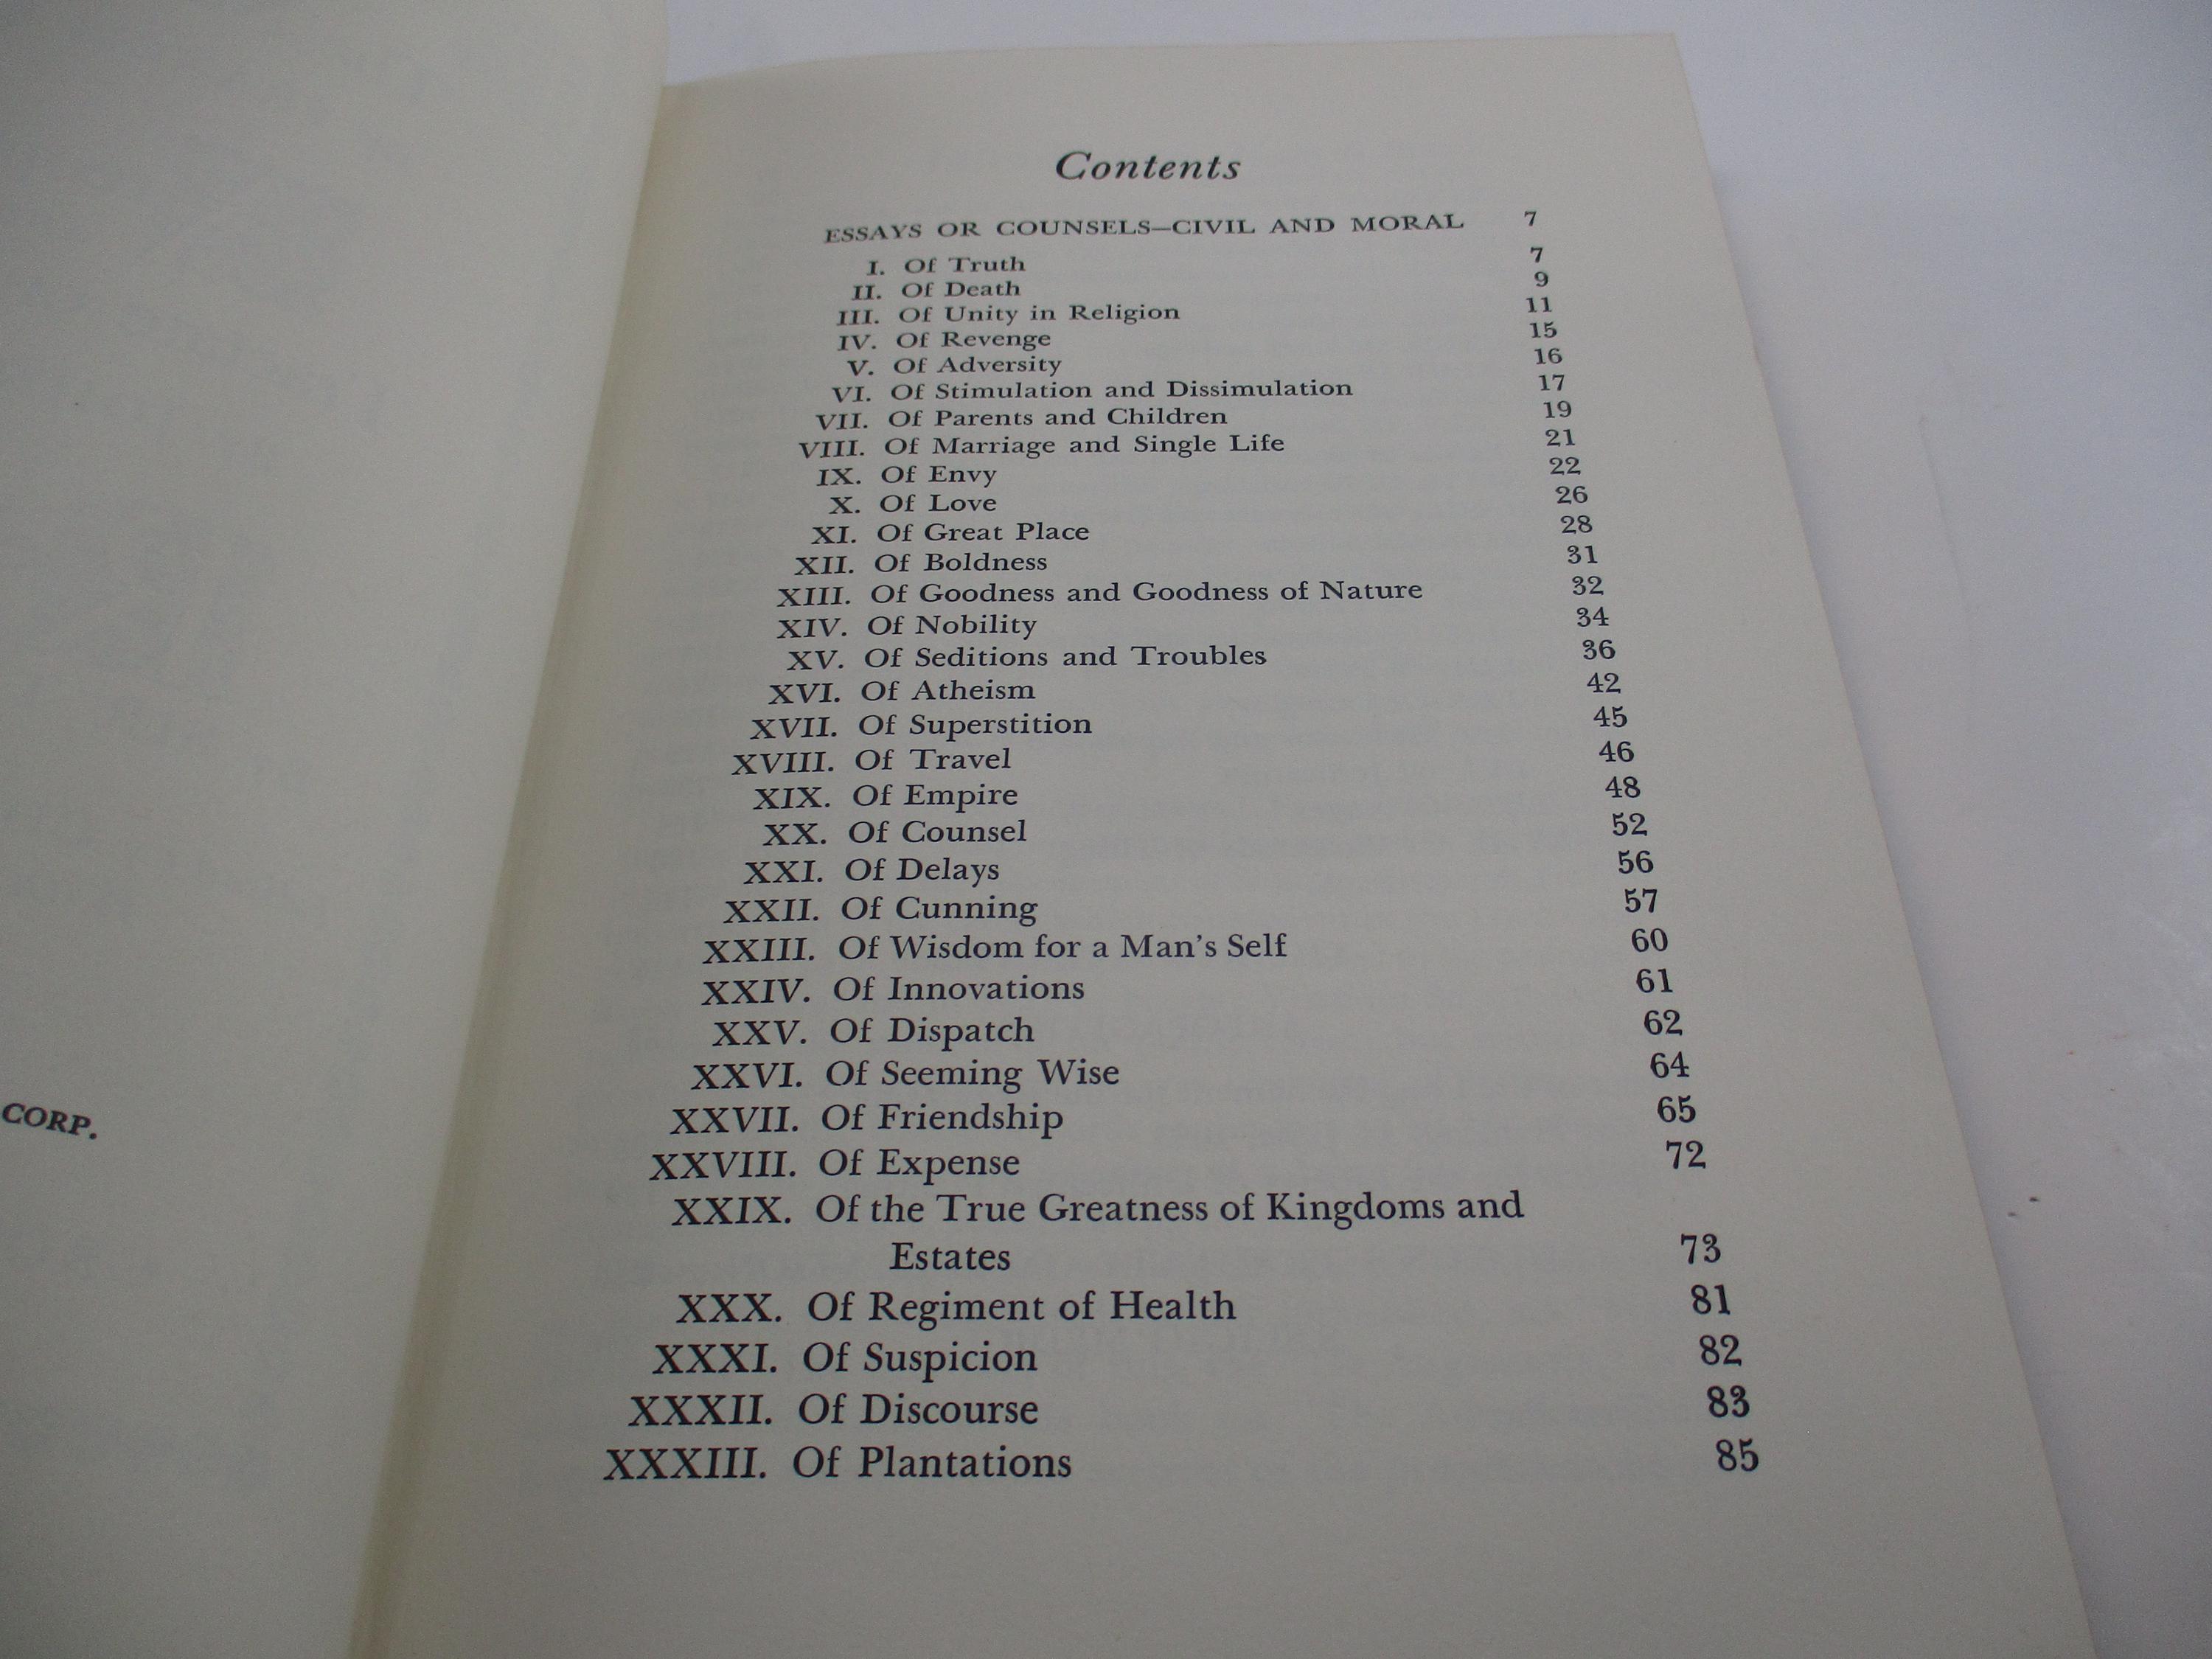 CORP.
Contents
ESSAYS OR COUNSELS—CIVIL AND MORAL 7
I. Of Truth 7
II. Of Death 9
III. Of Unity in Religion 11
IV. Of Revenge 15
V. Of Adversity 16
VI. Of Stimulation and Dissimulation 17
VII. Of Parents and Children 19
VIII. Of Marriage and Single Life 21
IX. Of Envy 22
X. Of Love 26
XI. Of Great Place 28
XII. Of Boldness 31
XIII. Of Goodness and Goodness of Nature 32
XIV. Of Nobility 34
XV. Of Seditions and Troubles 36
XVI. Of Atheism 42
XVII. Of Superstition 45
XVIII. Of Travel 46
XIX. Of Empire 48
XX. Of Counsel 52
XXI. Of Delays 56
XXII. Of Cunning 57
XXIII. Of Wisdom for a Man's Self 60
XXIV. Of Innovations 61
XXV. Of Dispatch 62
XXVI. Of Seeming Wise 64
XXVII. Of Friendship 65
XXVIII. Of Expense 72
XXIX. Of the True Greatness of Kingdoms and
Estates 73
XXX. Of Regiment of Health 81
XXXI. Of Suspicion 82
XXXII. Of Discourse 83
XXXIII. Of Plantations 85